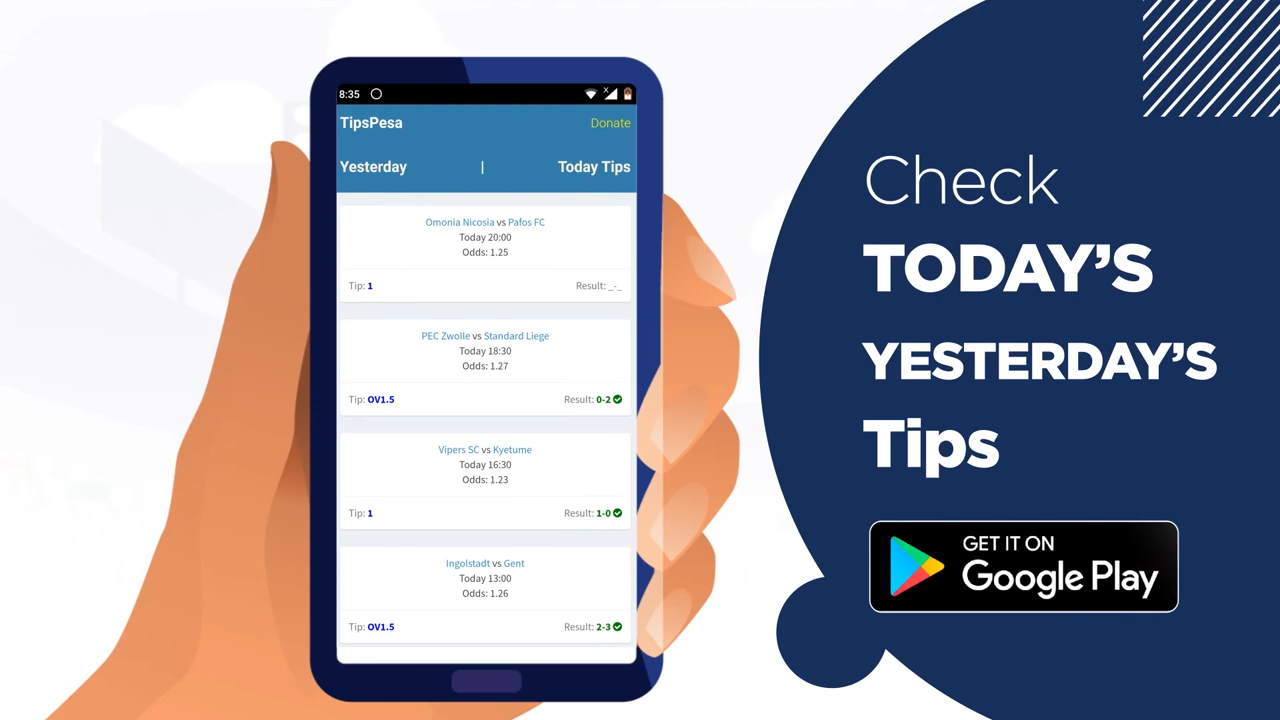 8:35
TipsPesa Donate
Yesterday | Today Tips
Omonia Nicosia vs Pafos FC
Today 20:00
Odds: 1.25
Tip: 1 Result: _-_
PEC Zwolle vs Standard Liege
Today 18:30
Odds: 1.27
Tip: OV1.5 Result: 0-2
Vipers SC vs Kyetume
Today 16:30
Odds: 1.23
Tip: 1 Result: 1-0
Ingolstadt vs Gent
Today 13:00
Odds: 1.26
Tip: OV1.5 Result: 2-3
Check
TODAY’S
YESTERDAY’S
Tips
GET IT ON
Google Play